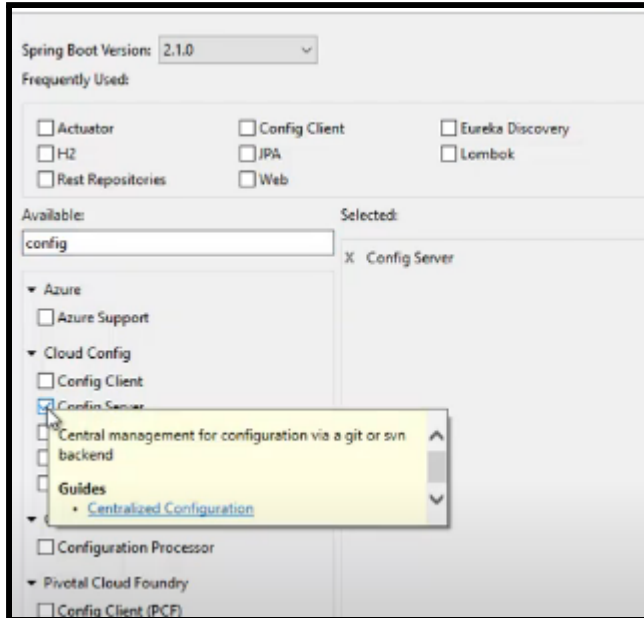 Spring Boot Version: 2.1.0
Frequently Used:
Actuator Config Client Eureka Discovery
H2 JPA Lombok
Rest Repositories Web
Available: Selected:
config
X Config Server
Azure
Azure Support
Cloud Config
Config Client
Config Server
Central management for configuration via a git or svn
backend
Guides
• Centralized Configuration
Configuration Processor
Pivotal Cloud Foundry
Config Client (PCF)